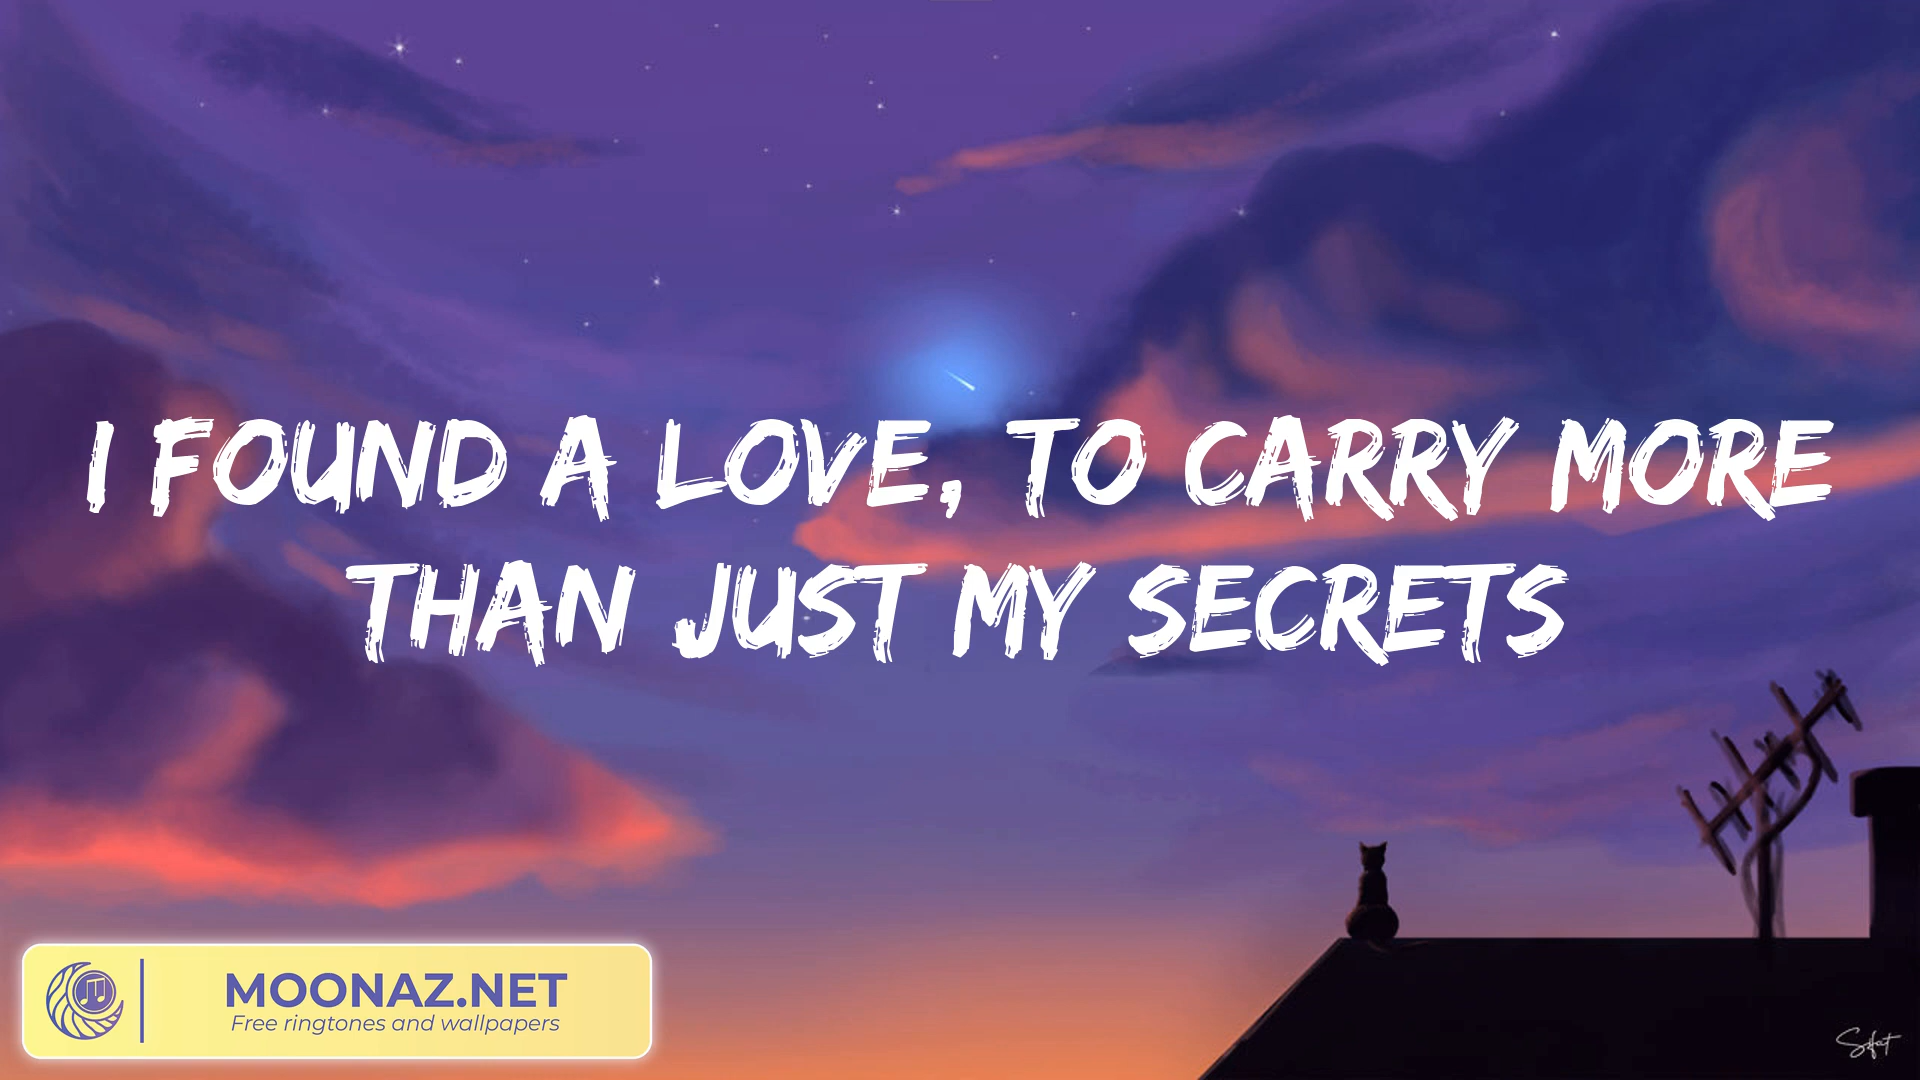 I FOUND A LOVE, TO CARRY MORE
THAN JUST MY SECRETS
MOONAZ.NET
Free ringtones and wallpapers